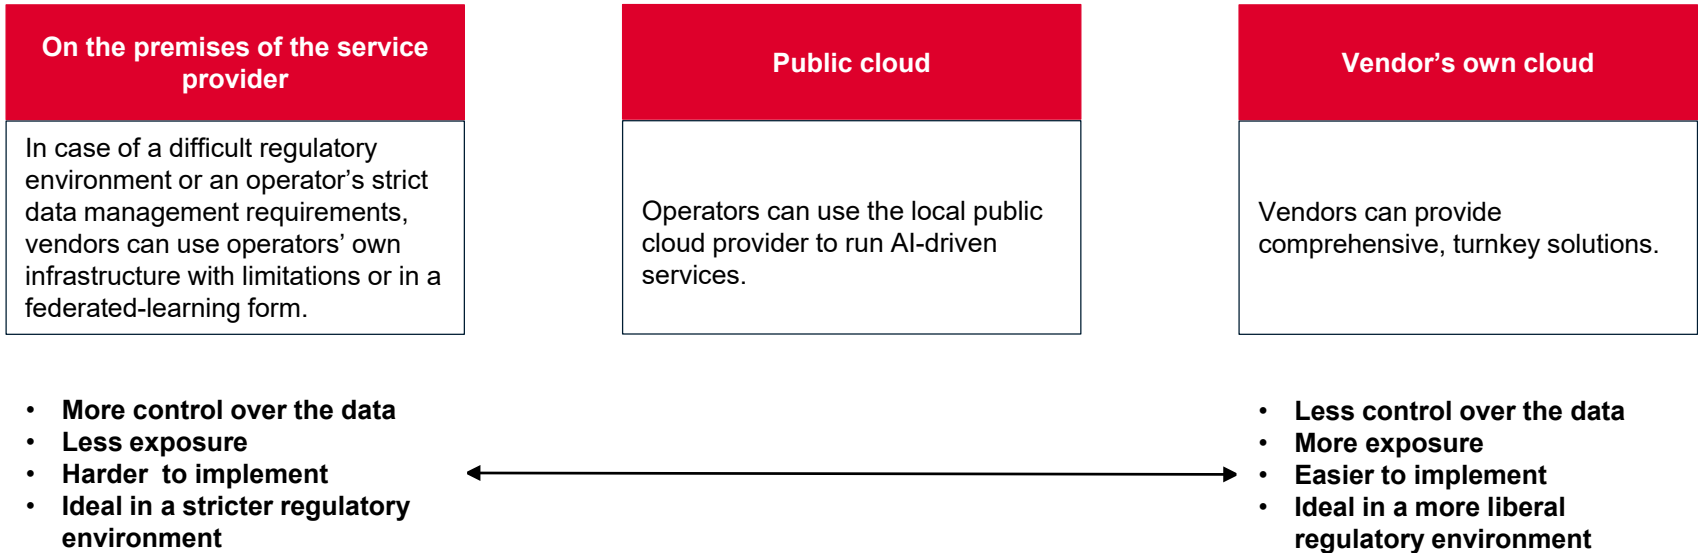 On the premises of the service
provider
In case of a difficult regulatory
environment or an operator’s strict
data management requirements,
vendors can use operators’ own
infrastructure with limitations or in a
federated-learning form.
Public cloud
Operators can use the local public
cloud provider to run AI-driven
services.
Vendor’s own cloud
Vendors can provide
comprehensive, turnkey solutions.
• More control over the data
• Less exposure
• Harder  to implement
• Ideal in a stricter regulatory
environment
• Less control over the data
• More exposure
• Easier to implement
• Ideal in a more liberal
regulatory environment